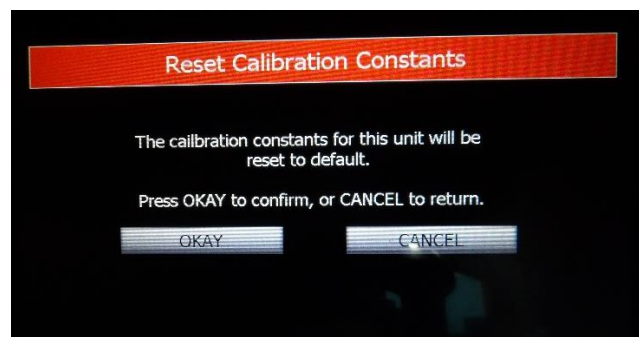 Reset Calibration Constants
The cailbration constants for this unit will be
reset to default.
Press OKAY to confirm, or CANCEL to return.
OKAY
CANCEL